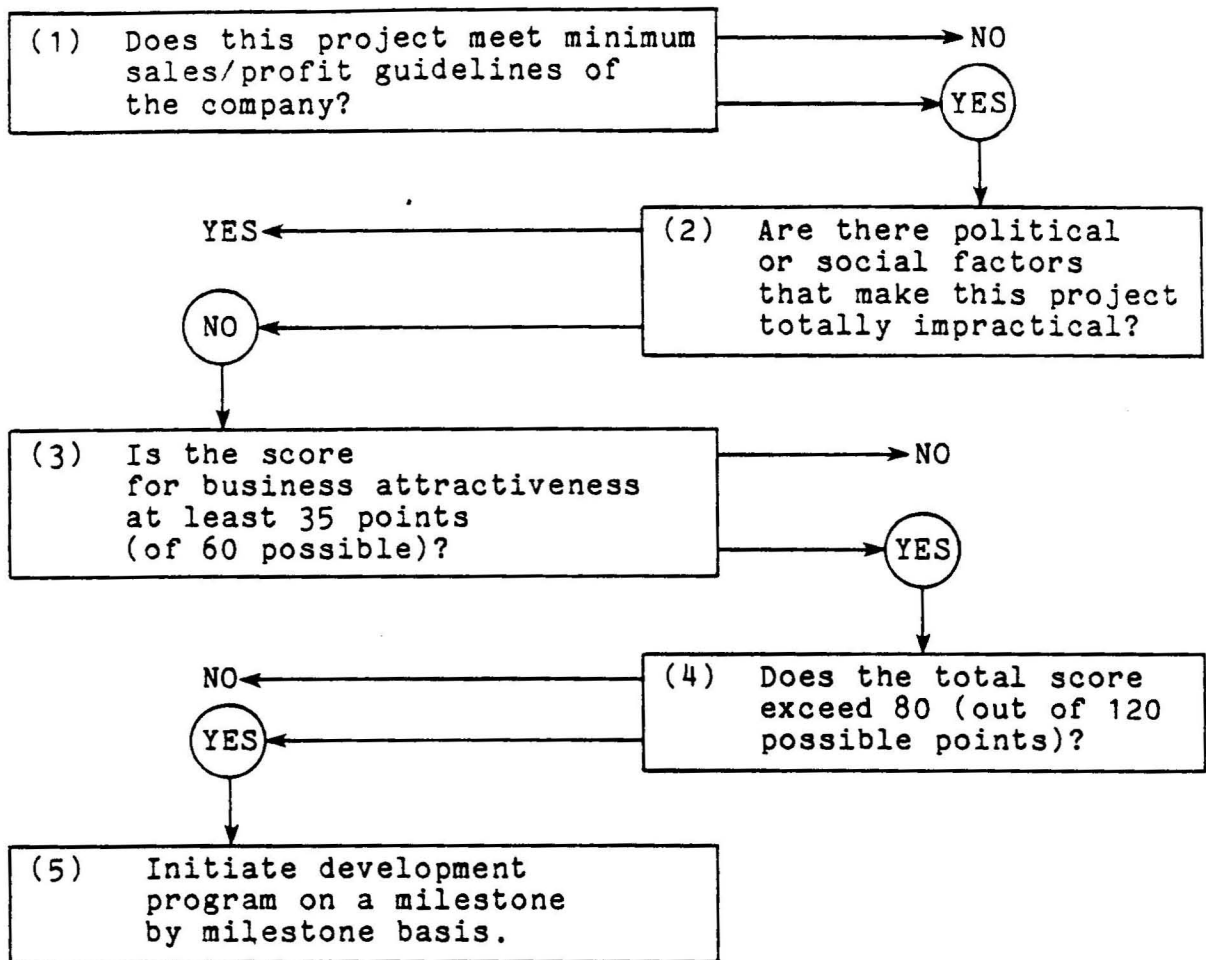 (1) Does this project meet minimum
sales/profit guidelines of
the company?
NO
YES
YES
NO
(2) Are there political
or social factors
that make this project
totally impractical?
(3) Is the score
for business attractiveness
at least 35 points
(of 60 possible)?
NO
YES
NO
YES
(4) Does the total score
exceed 80 (out of 120
possible points)?
(5) Initiate development
program on a milestone
by milestone basis.